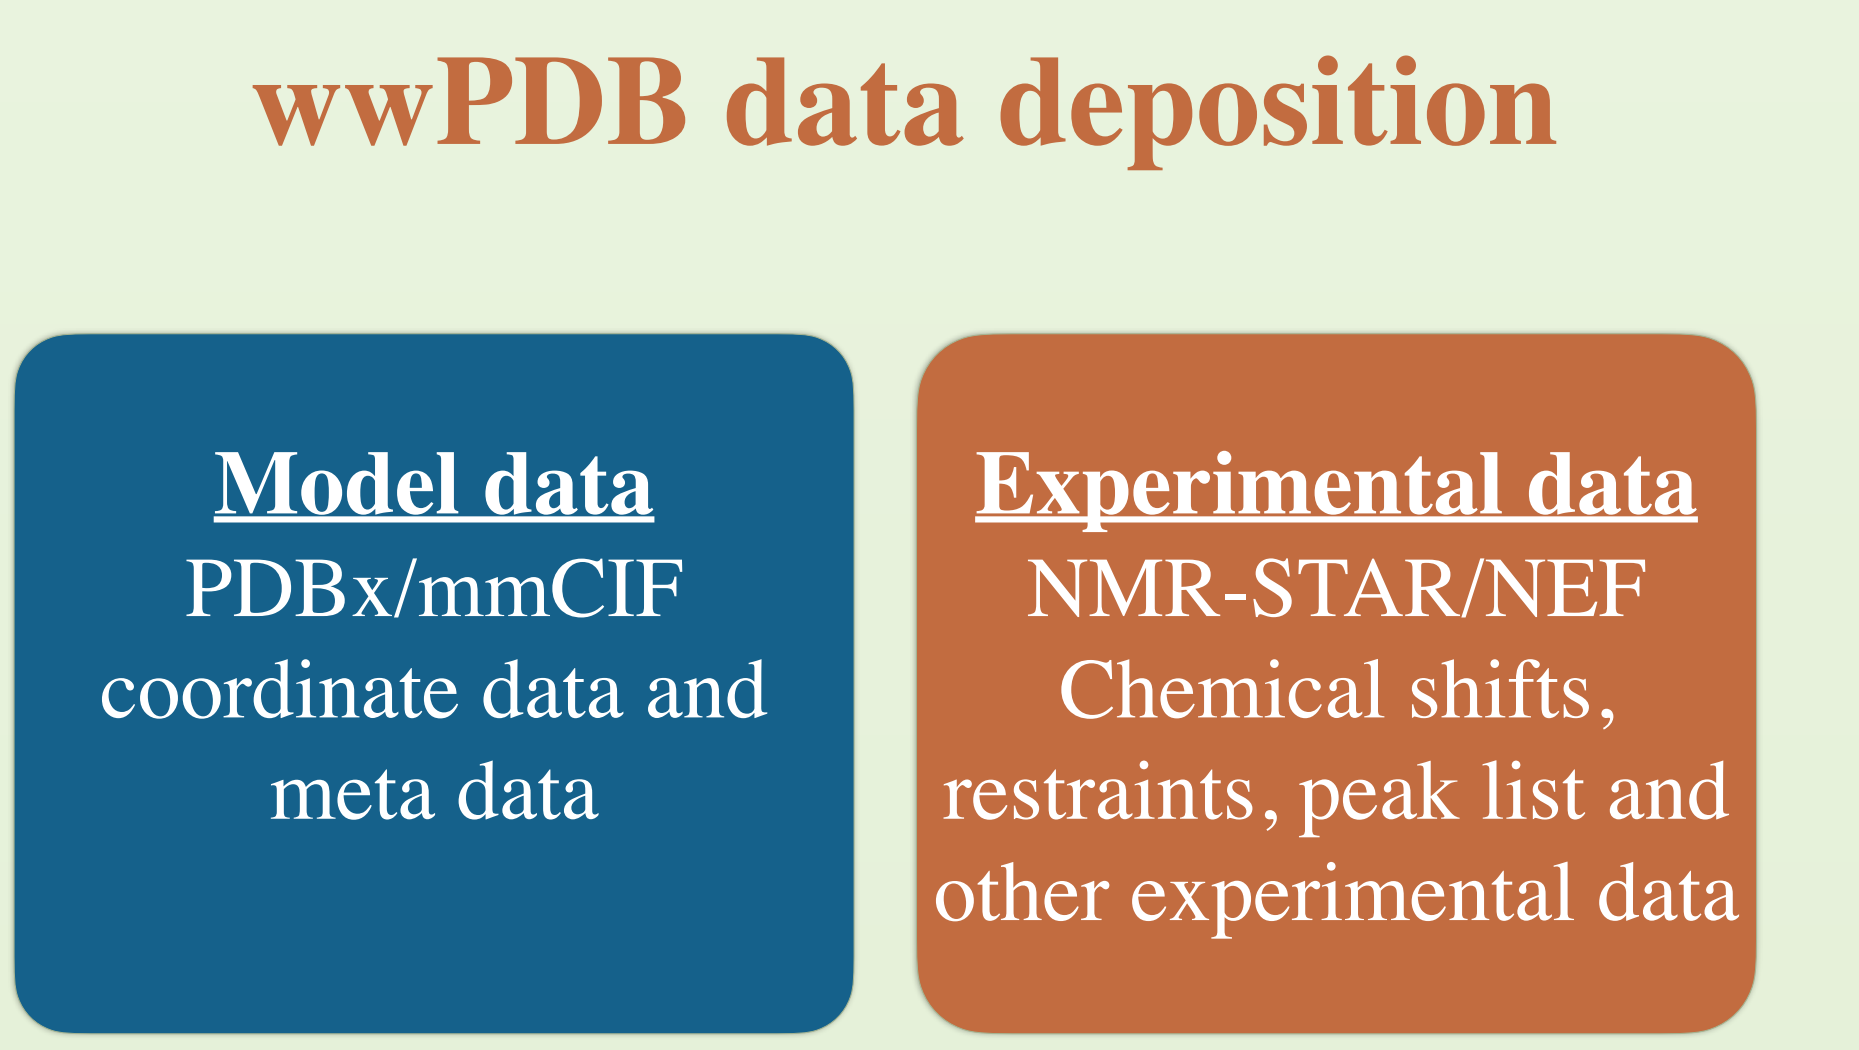 wwPDB data deposition
Model data
PDBx/mmCIF
coordinate data and
meta data
Experimental data
NMR-STAR/NEF
Chemical shifts,
restraints, peak list and
other experimental data